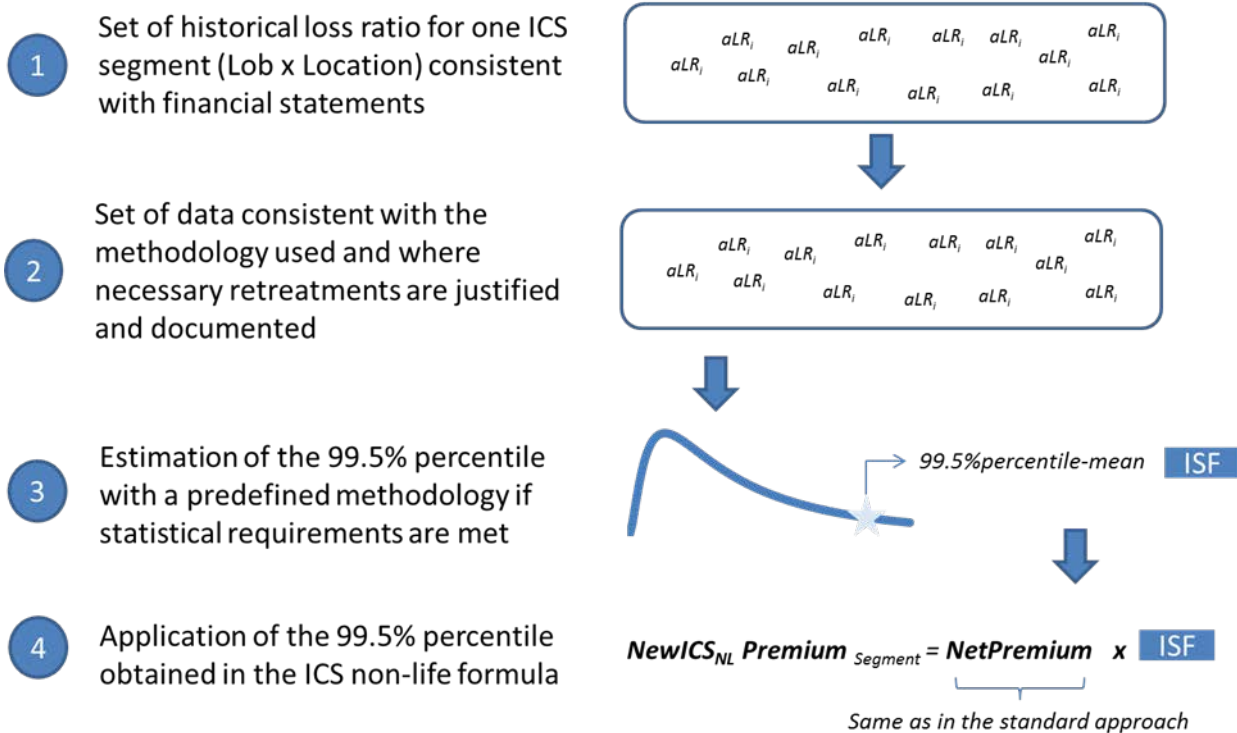 1
Set of historical loss ratio for one ICS
segment (Lob x Location) consistent
with financial statements
aLRi aLRi aLRi aLRi aLRi aLRi aLRi
aLRi
aLRi aLRi aLRi aLRi aLRi
2
Set of data consistent with the
methodology used and where
necessary retreatments are justified
and documented
aLRi aLRi aLRi aLRi aLRi aLRi aLRi
aLRi
aLRi aLRi aLRi aLRi aLRi
3
Estimation of the 99.5% percentile
with a predefined methodology if
statistical requirements are met
99.5%percentile-mean ISF
4
Application of the 99.5% percentile
obtained in the ICS non-life formula
NewICSNL Premium Segment = NetPremium x ISF
Same as in the standard approach